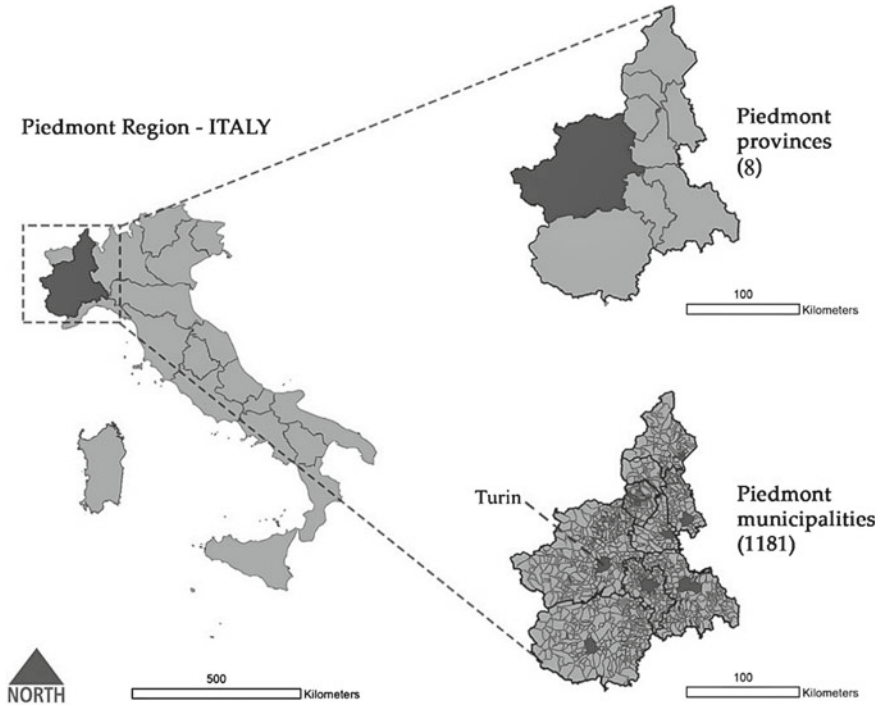 Piedmont Region - ITALY
Piedmont
provinces
(8)
100
Kilometers
Turin
Piedmont
municipalities
(1181)
NORTH
500
Kilometers
100
Kilometers